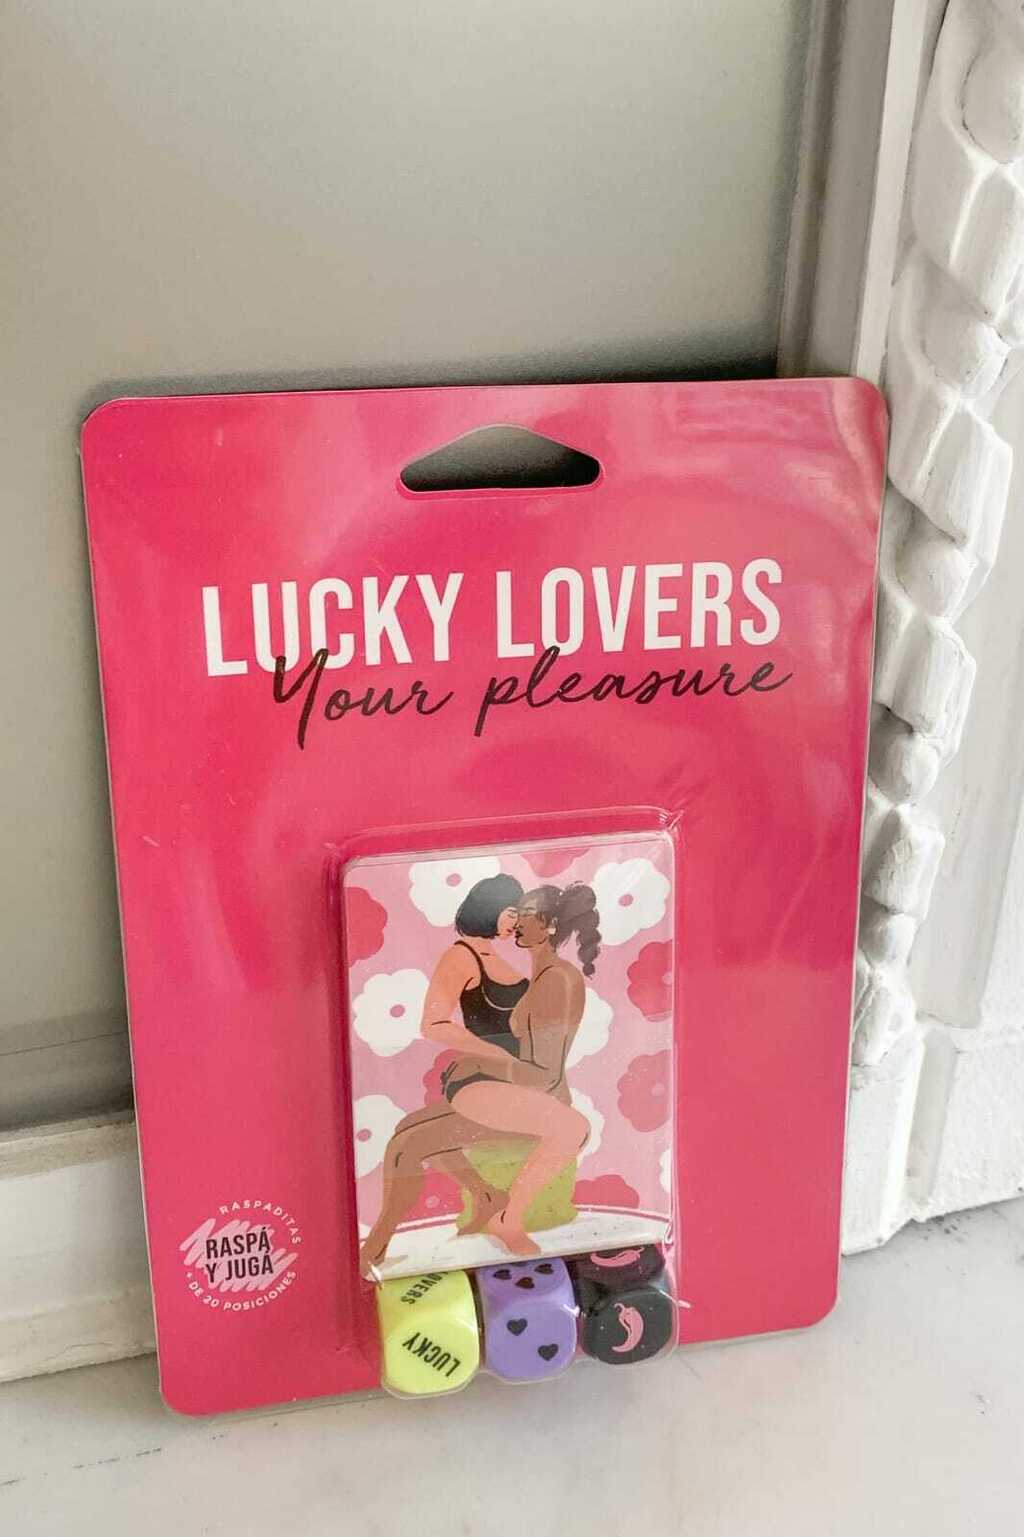 LUCKY LOVERS
Your pleasure
RASPADITAS
RASPÁ
Y JUGÁ
+ DE 20 POSICIONES
LOVERS
LUCKY